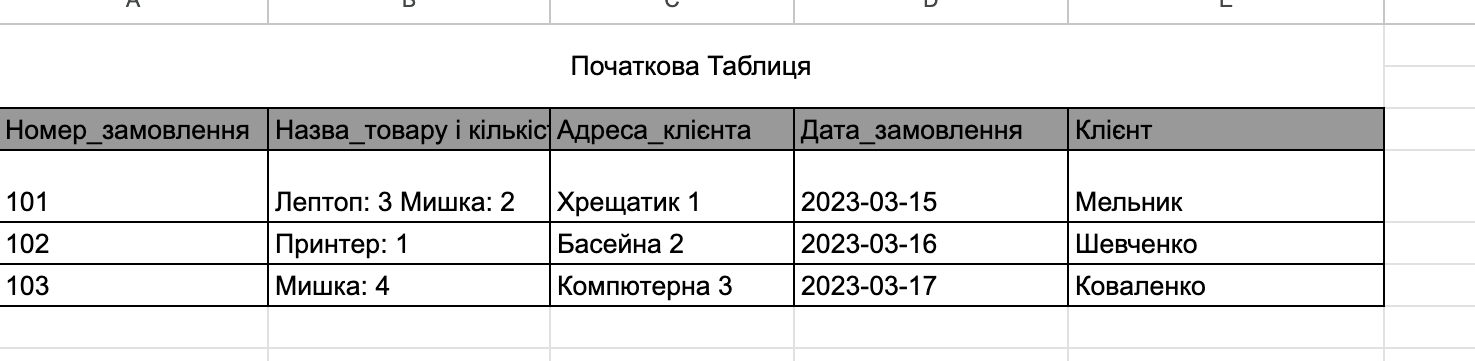 A B C D E
Початкова Таблиця
Номер_замовлення Назва_товару і кількіс Адреса_клієнта Дата_замовлення Клієнт
101 Лептоп: 3 Мишка: 2 Хрещатик 1 2023-03-15 Мельник
102 Принтер: 1 Басейна 2 2023-03-16 Шевченко
103 Мишка: 4 Компютерна 3 2023-03-17 Коваленко